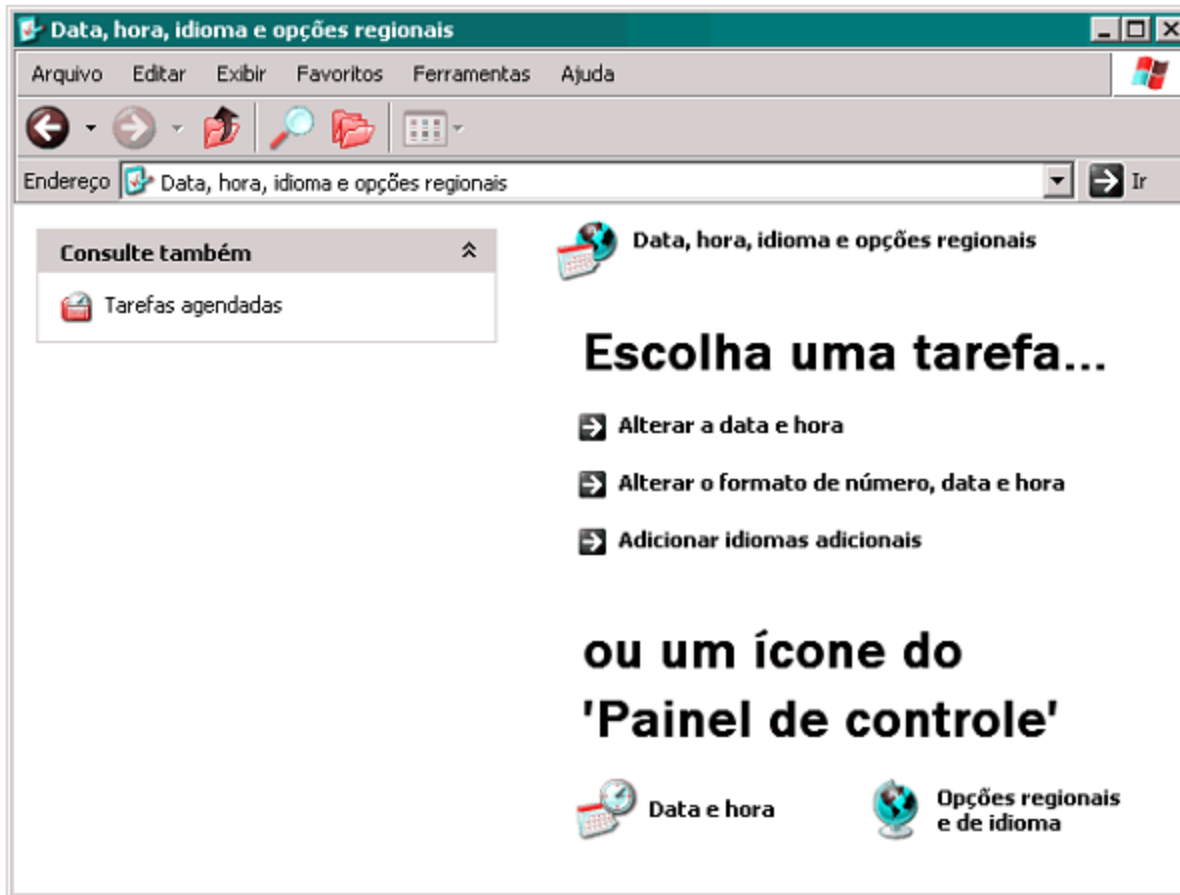 Data, hora, idioma e opções regionais
Arquivo Editar Exibir Favoritos Ferramentas Ajuda
Endereço Data, hora, idioma e opções regionais Ir
Consulte também
Tarefas agendadas
Data, hora, idioma e opções regionais
Escolha uma tarefa...
Alterar a data e hora
Alterar o formato de número, data e hora
Adicionar idiomas adicionais
ou um ícone do
'Painel de controle'
Data e hora
Opções regionais
e de idioma